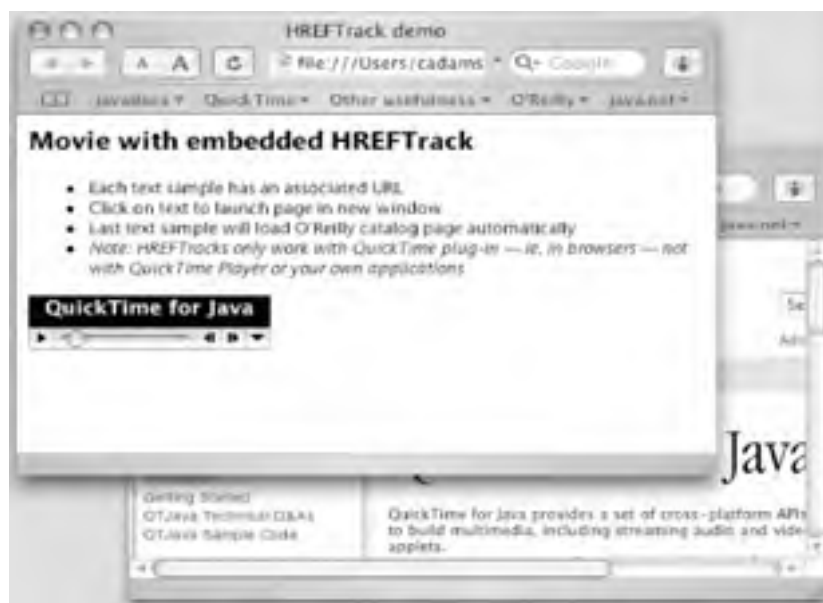 HREFTrack demo
A A file:///Users/cadams Q- Google
javadocs QuickTime Other usefulness O'Reilly java.net
Movie with embedded HREFTrack
Each text sample has an associated URL
Click on text to launch page in new window
Last text sample will load O'Reilly catalog page automatically
Note: HREFTracks only work with QuickTime plug-in — ie, in browsers — not
with QuickTime Player or your own applications
QuickTime for Java
java.net
Java
Getting Started
QTJava Technical Q&As
QTJava Sample Code
QuickTime for Java provides a set of cross-platform APIs
to build multimedia, including streaming audio and vide
applets.